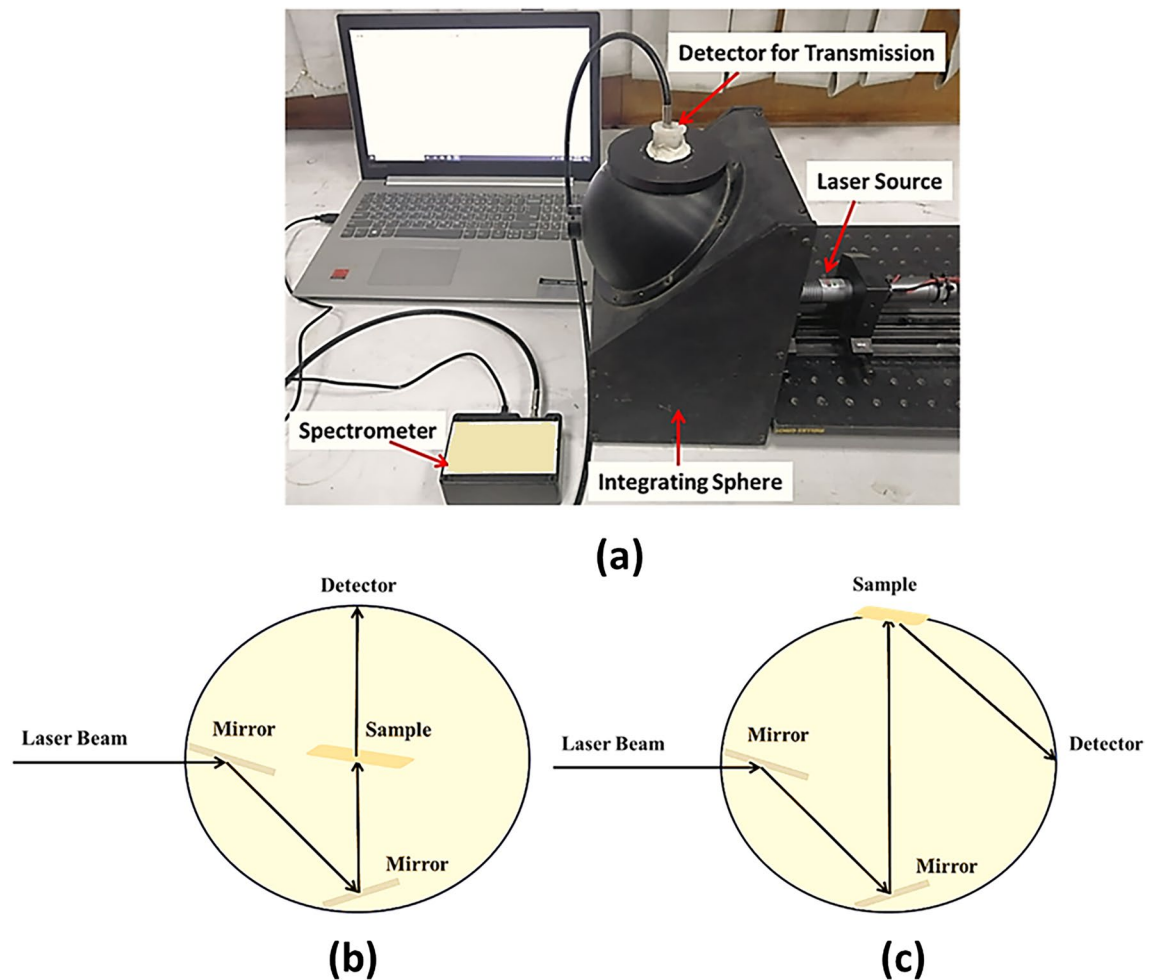 Detector for Transmission
Laser Source
Spectrometer
Integrating Sphere
(a)
Detector
Mirror
Sample
Laser Beam
Mirror
(b)
Sample
Mirror
Laser Beam
Detector
Mirror
(c)